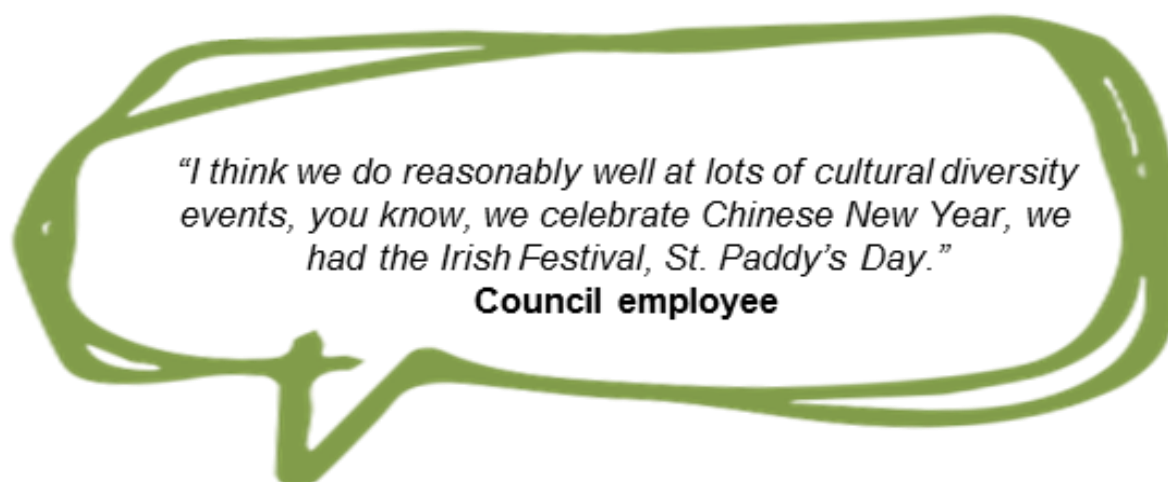 “I think we do reasonably well at lots of cultural diversity
events, you know, we celebrate Chinese New Year, we
had the Irish Festival, St. Paddy’s Day.”
Council employee